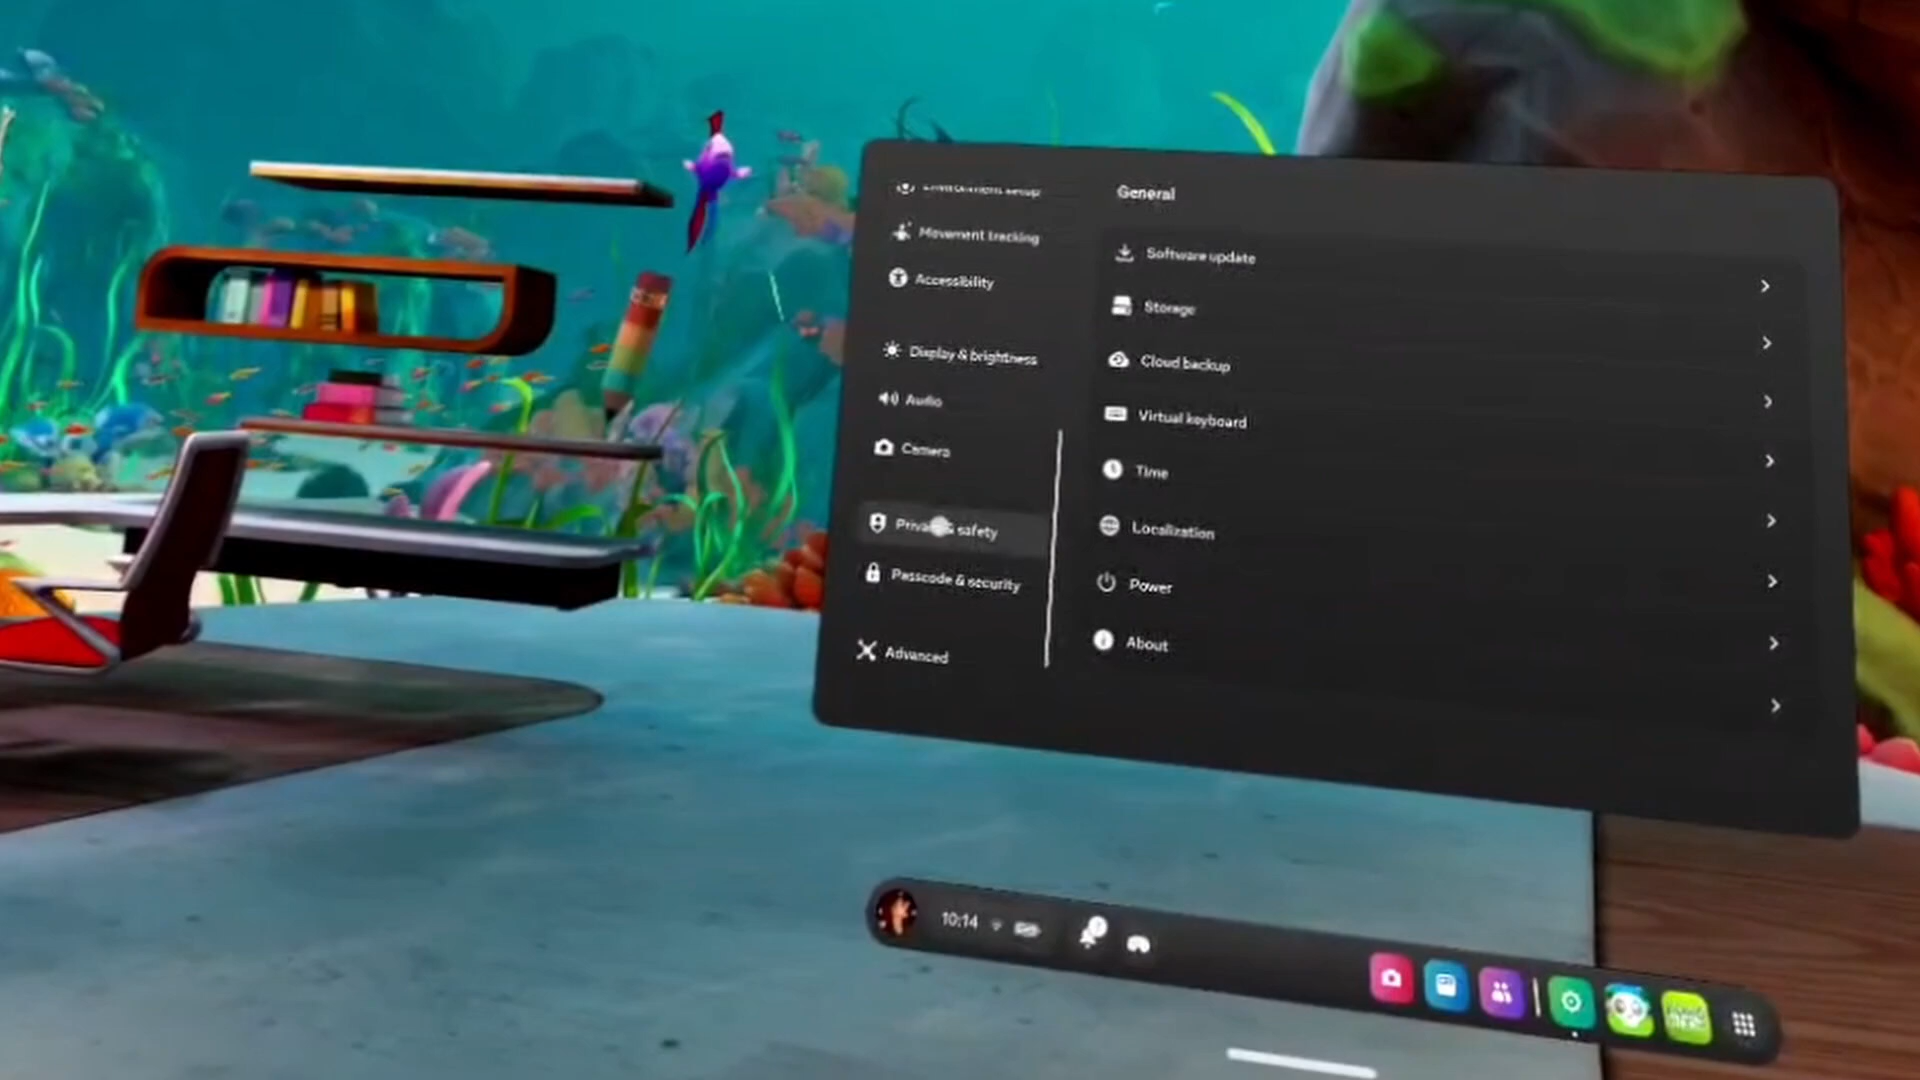 General
Movement tracking
Accessibility
Display & brightness
Audio
Camera
Privacy & safety
Passcode & security
Advanced
Software update
Storage
Cloud backup
Virtual keyboard
Time
Localization
Power
About
10:14